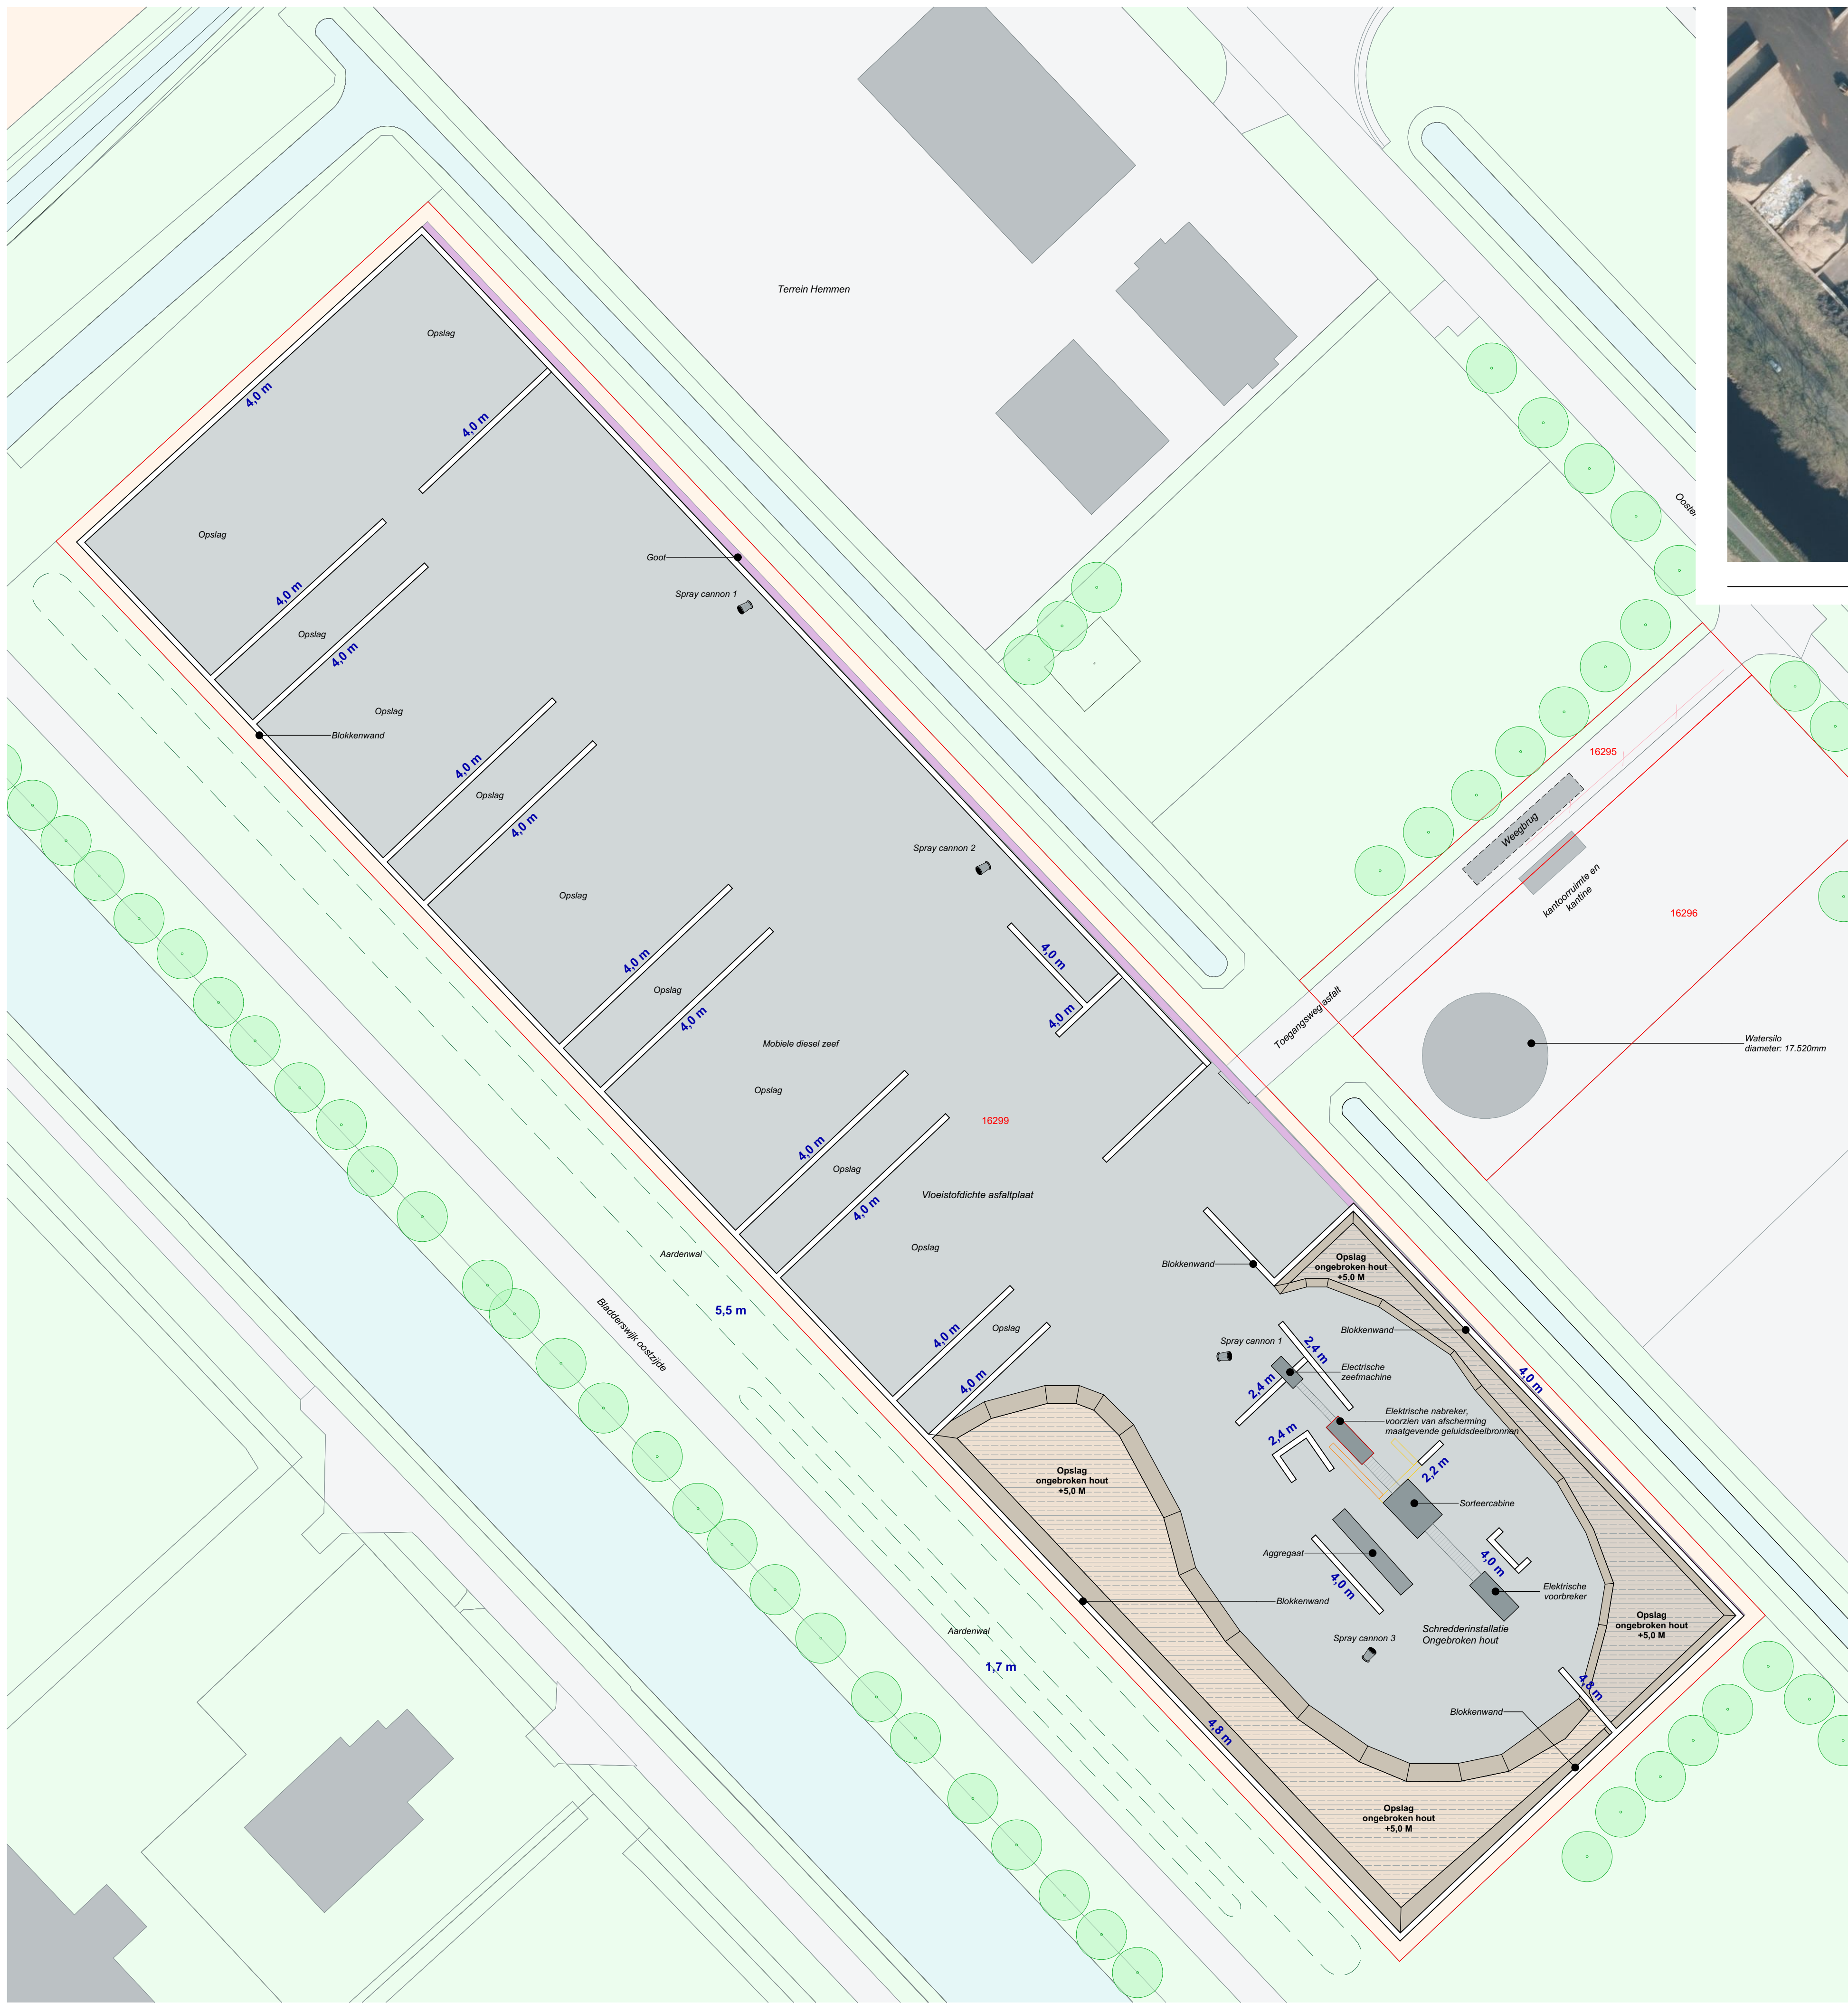 Terrein Hemmen
Opslag
4,0 m
4,0 m
Opslag
Goot
Spray cannon 1
4,0 m
Opslag
4,0 m
Opslag
Blokkenwand
4,0 m
Opslag
4,0 m
Spray cannon 2
Opslag
16295
Weegbrug
kantoorruimte en
kantine
16296
4,0 m
Opslag
4,0 m
4,0 m
4,0 m
Toegangsweg asfalt
Watersilo
diameter: 17.520mm
Mobiele diesel zeef
Opslag
16299
4,0 m
Opslag
4,0 m
Vloeistofdichte asfaltplaat
Opslag
Aardenwal
5,5 m
Bladderswijk oostzijde
Blokkenwand
Opslag
ongebroken hout
+5,0 M
4,0 m
Opslag
4,0 m
Spray cannon 1
Blokkenwand
2,4 m
Electrische
zeefmachine
4,0 m
2,4 m
Elektrische nabreker,
voorzien van afscherming
maatgevende geluidsdeelbronnen
2,4 m
2,2 m
Opslag
ongebroken hout
+5,0 M
Sorteercabine
Aggregaat
4,0 m
4,0 m
Elektrische
voorbreker
Blokkenwand
Schredderinstallatie
Ongebroken hout
Opslag
ongebroken hout
+5,0 M
Spray cannon 3
Aardenwal
1,7 m
4,8 m
Blokkenwand
4,8 m
Opslag
ongebroken hout
+5,0 M